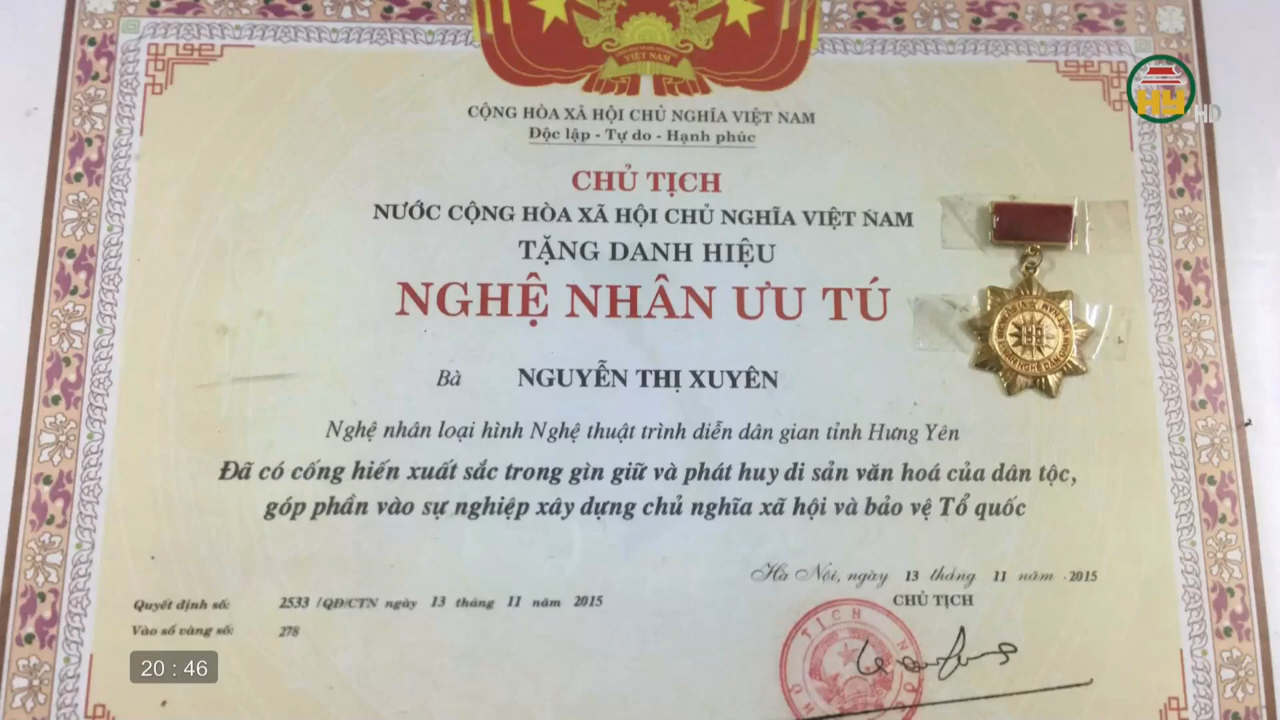 VIỆT NAM
CỘNG HÒA XÃ HỘI CHỦ NGHĨA VIỆT NAM
Độc lập - Tự do - Hạnh phúc
HY HD
CHỦ TỊCH
NƯỚC CỘNG HÒA XÃ HỘI CHỦ NGHĨA VIỆT NAM
TẶNG DANH HIỆU
NGHỆ NHÂN ƯU TÚ
Bà NGUYỄN THỊ XUYÊN
Nghệ nhân loại hình Nghệ thuật trình diễn dân gian tỉnh Hưng Yên
Đã có cống hiến xuất sắc trong gìn giữ và phát huy di sản văn hoá của dân tộc,
góp phần vào sự nghiệp xây dựng chủ nghĩa xã hội và bảo vệ Tổ quốc
Hà Nội, ngày 13 tháng 11 năm 2015
CHỦ TỊCH
Quyết định số: 2533 /QĐ/CTN ngày 13 tháng 11 năm 2015
Vào sổ vàng số: 278
TỊCH N
20 : 46